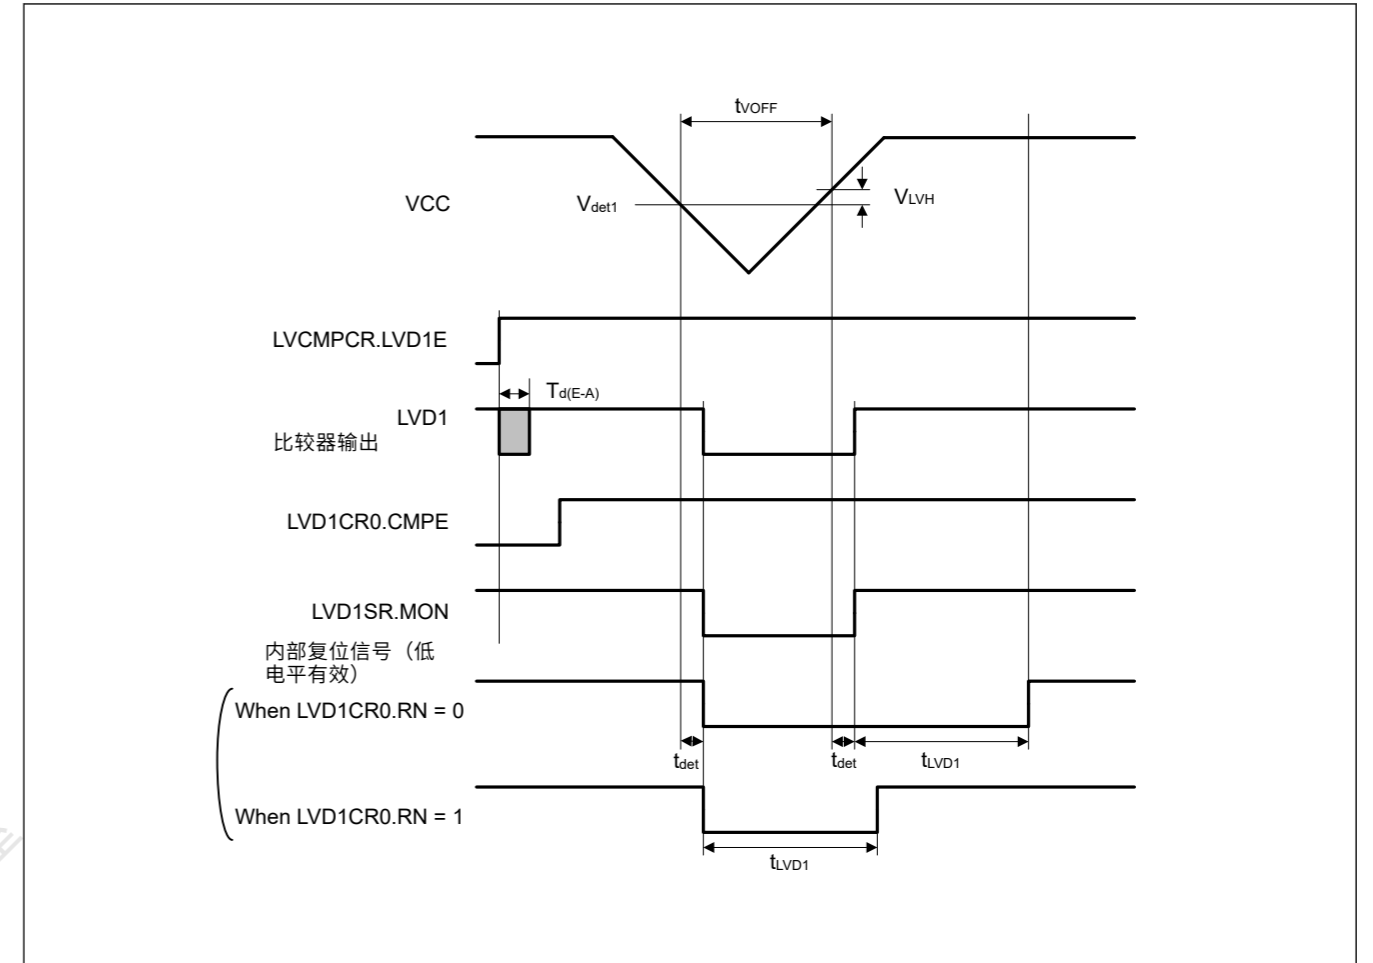 tVOFF
VCC
Vdet1
VLVH
LVCMPCR.LVD1E
Td(E-A)
LVD1
比较器输出
LVD1CR0.CMPE
LVD1SR.MON
内部复位信号（低
电平有效）
When LVD1CR0.RN = 0
tdet
tdet
tLVD1
When LVD1CR0.RN = 1
tLVD1